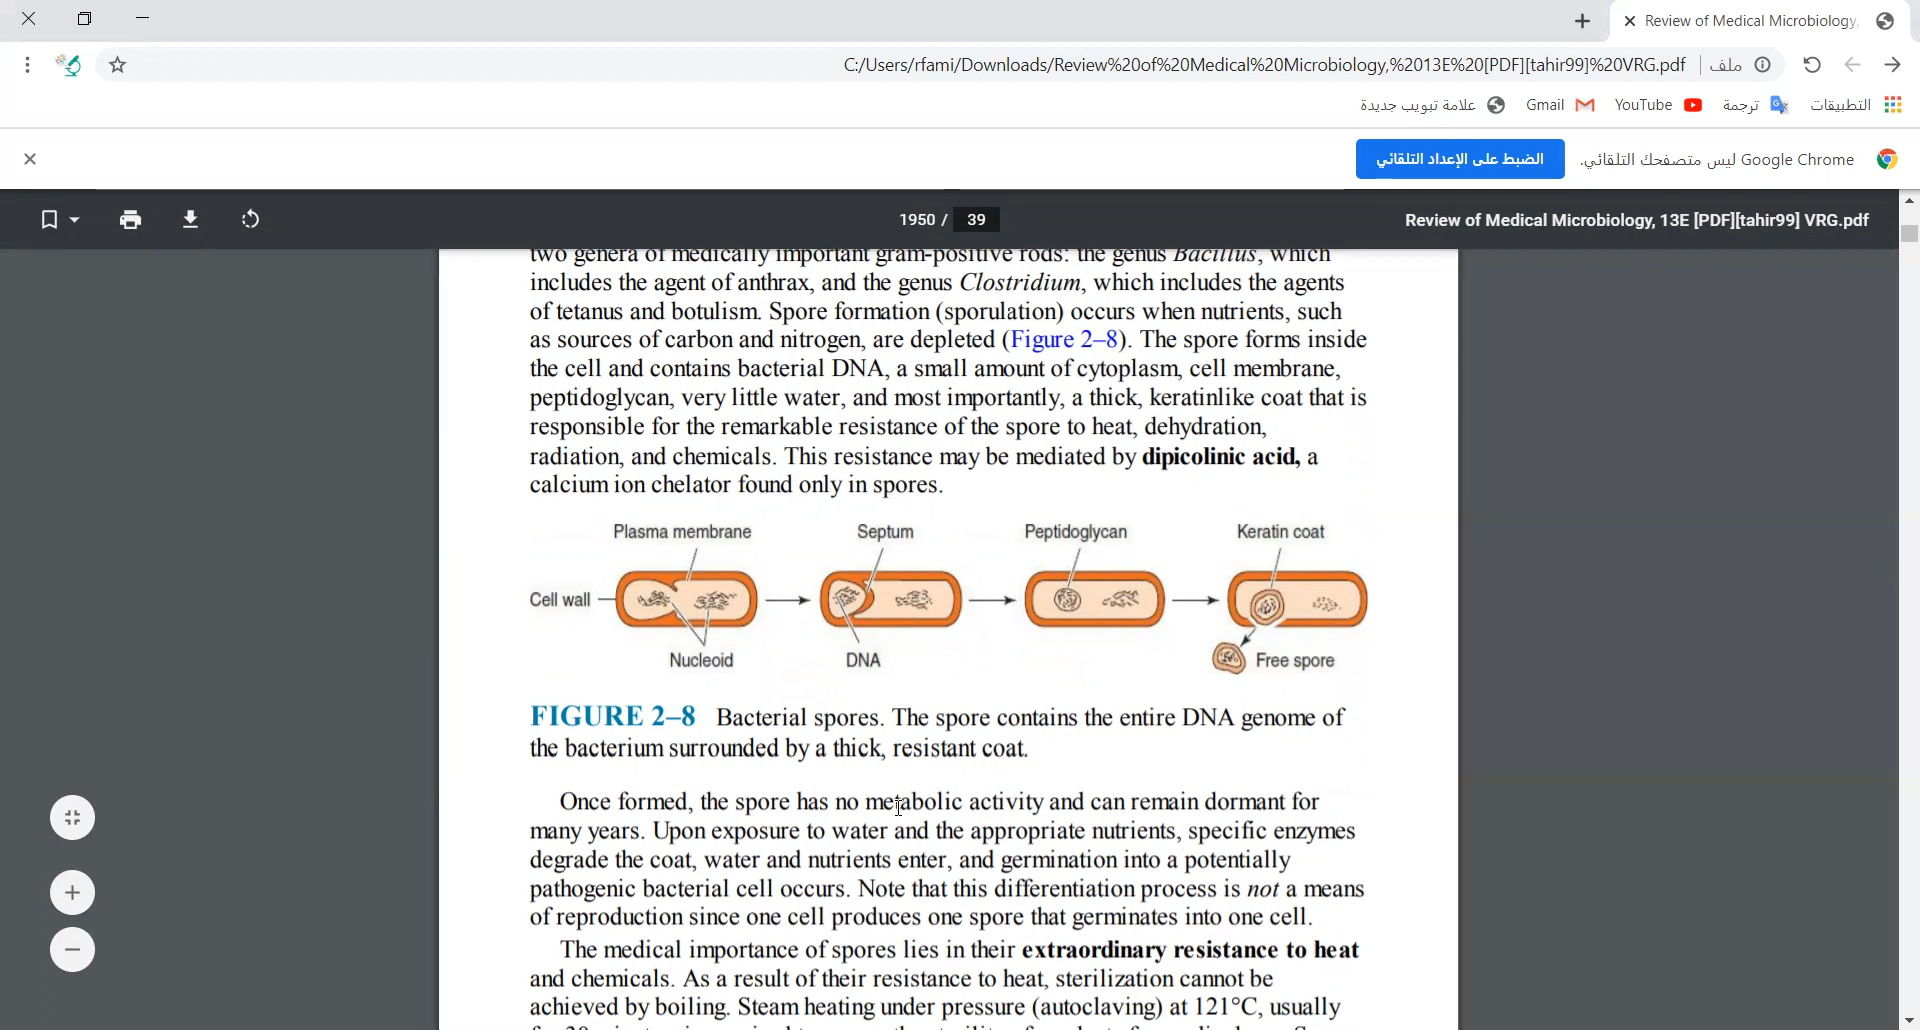 Review of Medical Microbiology,
C:/Users/rfami/Downloads/Review%20of%20Medical%20Microbiology,%2013E%20[PDF][tahir99]%20VRG.pdf
ملف
التطبيقات
ترجمة
YouTube
Gmail
علامة تبويب جديدة
Google Chrome ليس متصفحك التلقائي.
الضبط على الإعداد التلقائي
1950 / 39
Review of Medical Microbiology, 13E [PDF][tahir99] VRG.pdf
two genera of medically important gram-positive rods: the genus Bacillus, which
includes the agent of anthrax, and the genus Clostridium, which includes the agents
of tetanus and botulism. Spore formation (sporulation) occurs when nutrients, such
as sources of carbon and nitrogen, are depleted (Figure 2–8). The spore forms inside
the cell and contains bacterial DNA, a small amount of cytoplasm, cell membrane,
peptidoglycan, very little water, and most importantly, a thick, keratinlike coat that is
responsible for the remarkable resistance of the spore to heat, dehydration,
radiation, and chemicals. This resistance may be mediated by dipicolinic acid, a
calcium ion chelator found only in spores.
Plasma membrane
Septum
Peptidoglycan
Keratin coat
Cell wall
Nucleoid
DNA
Free spore
FIGURE 2–8 Bacterial spores. The spore contains the entire DNA genome of
the bacterium surrounded by a thick, resistant coat.
Once formed, the spore has no metabolic activity and can remain dormant for
many years. Upon exposure to water and the appropriate nutrients, specific enzymes
degrade the coat, water and nutrients enter, and germination into a potentially
pathogenic bacterial cell occurs. Note that this differentiation process is not a means
of reproduction since one cell produces one spore that germinates into one cell.
The medical importance of spores lies in their extraordinary resistance to heat
and chemicals. As a result of their resistance to heat, sterilization cannot be
achieved by boiling. Steam heating under pressure (autoclaving) at 121°C, usually